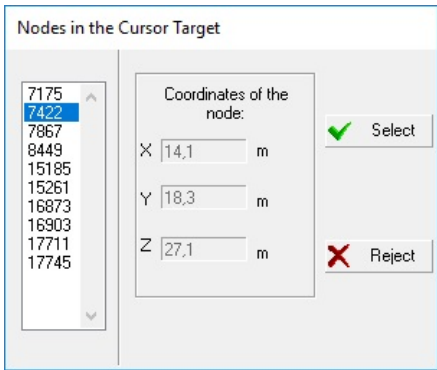 Nodes in the Cursor Target
7175
7422
7867
8449
15185
15261
16873
16903
17711
17745
Coordinates of the
node:
X 14,1 m
Y 18,3 m
Z 27,1 m
Select
Reject